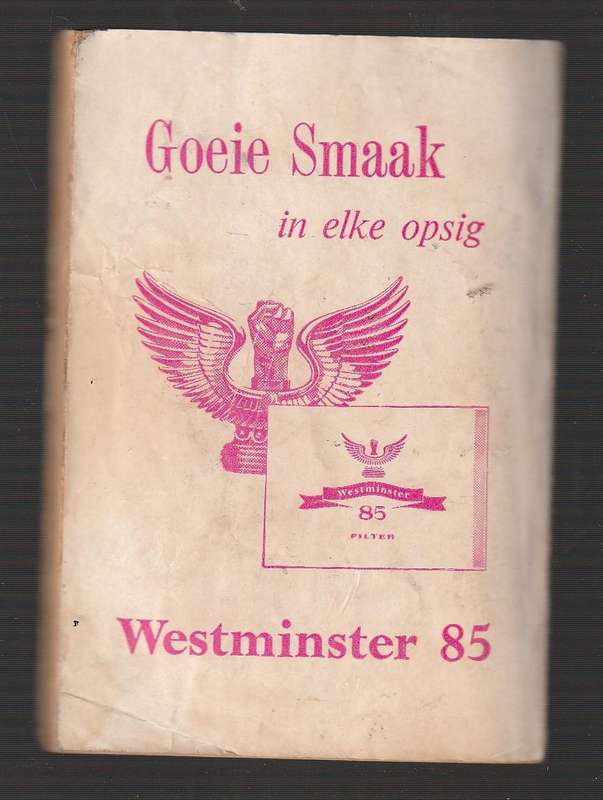 Goeie Smaak
in elke opsig
Westminster
85
FILTER
Westminster 85